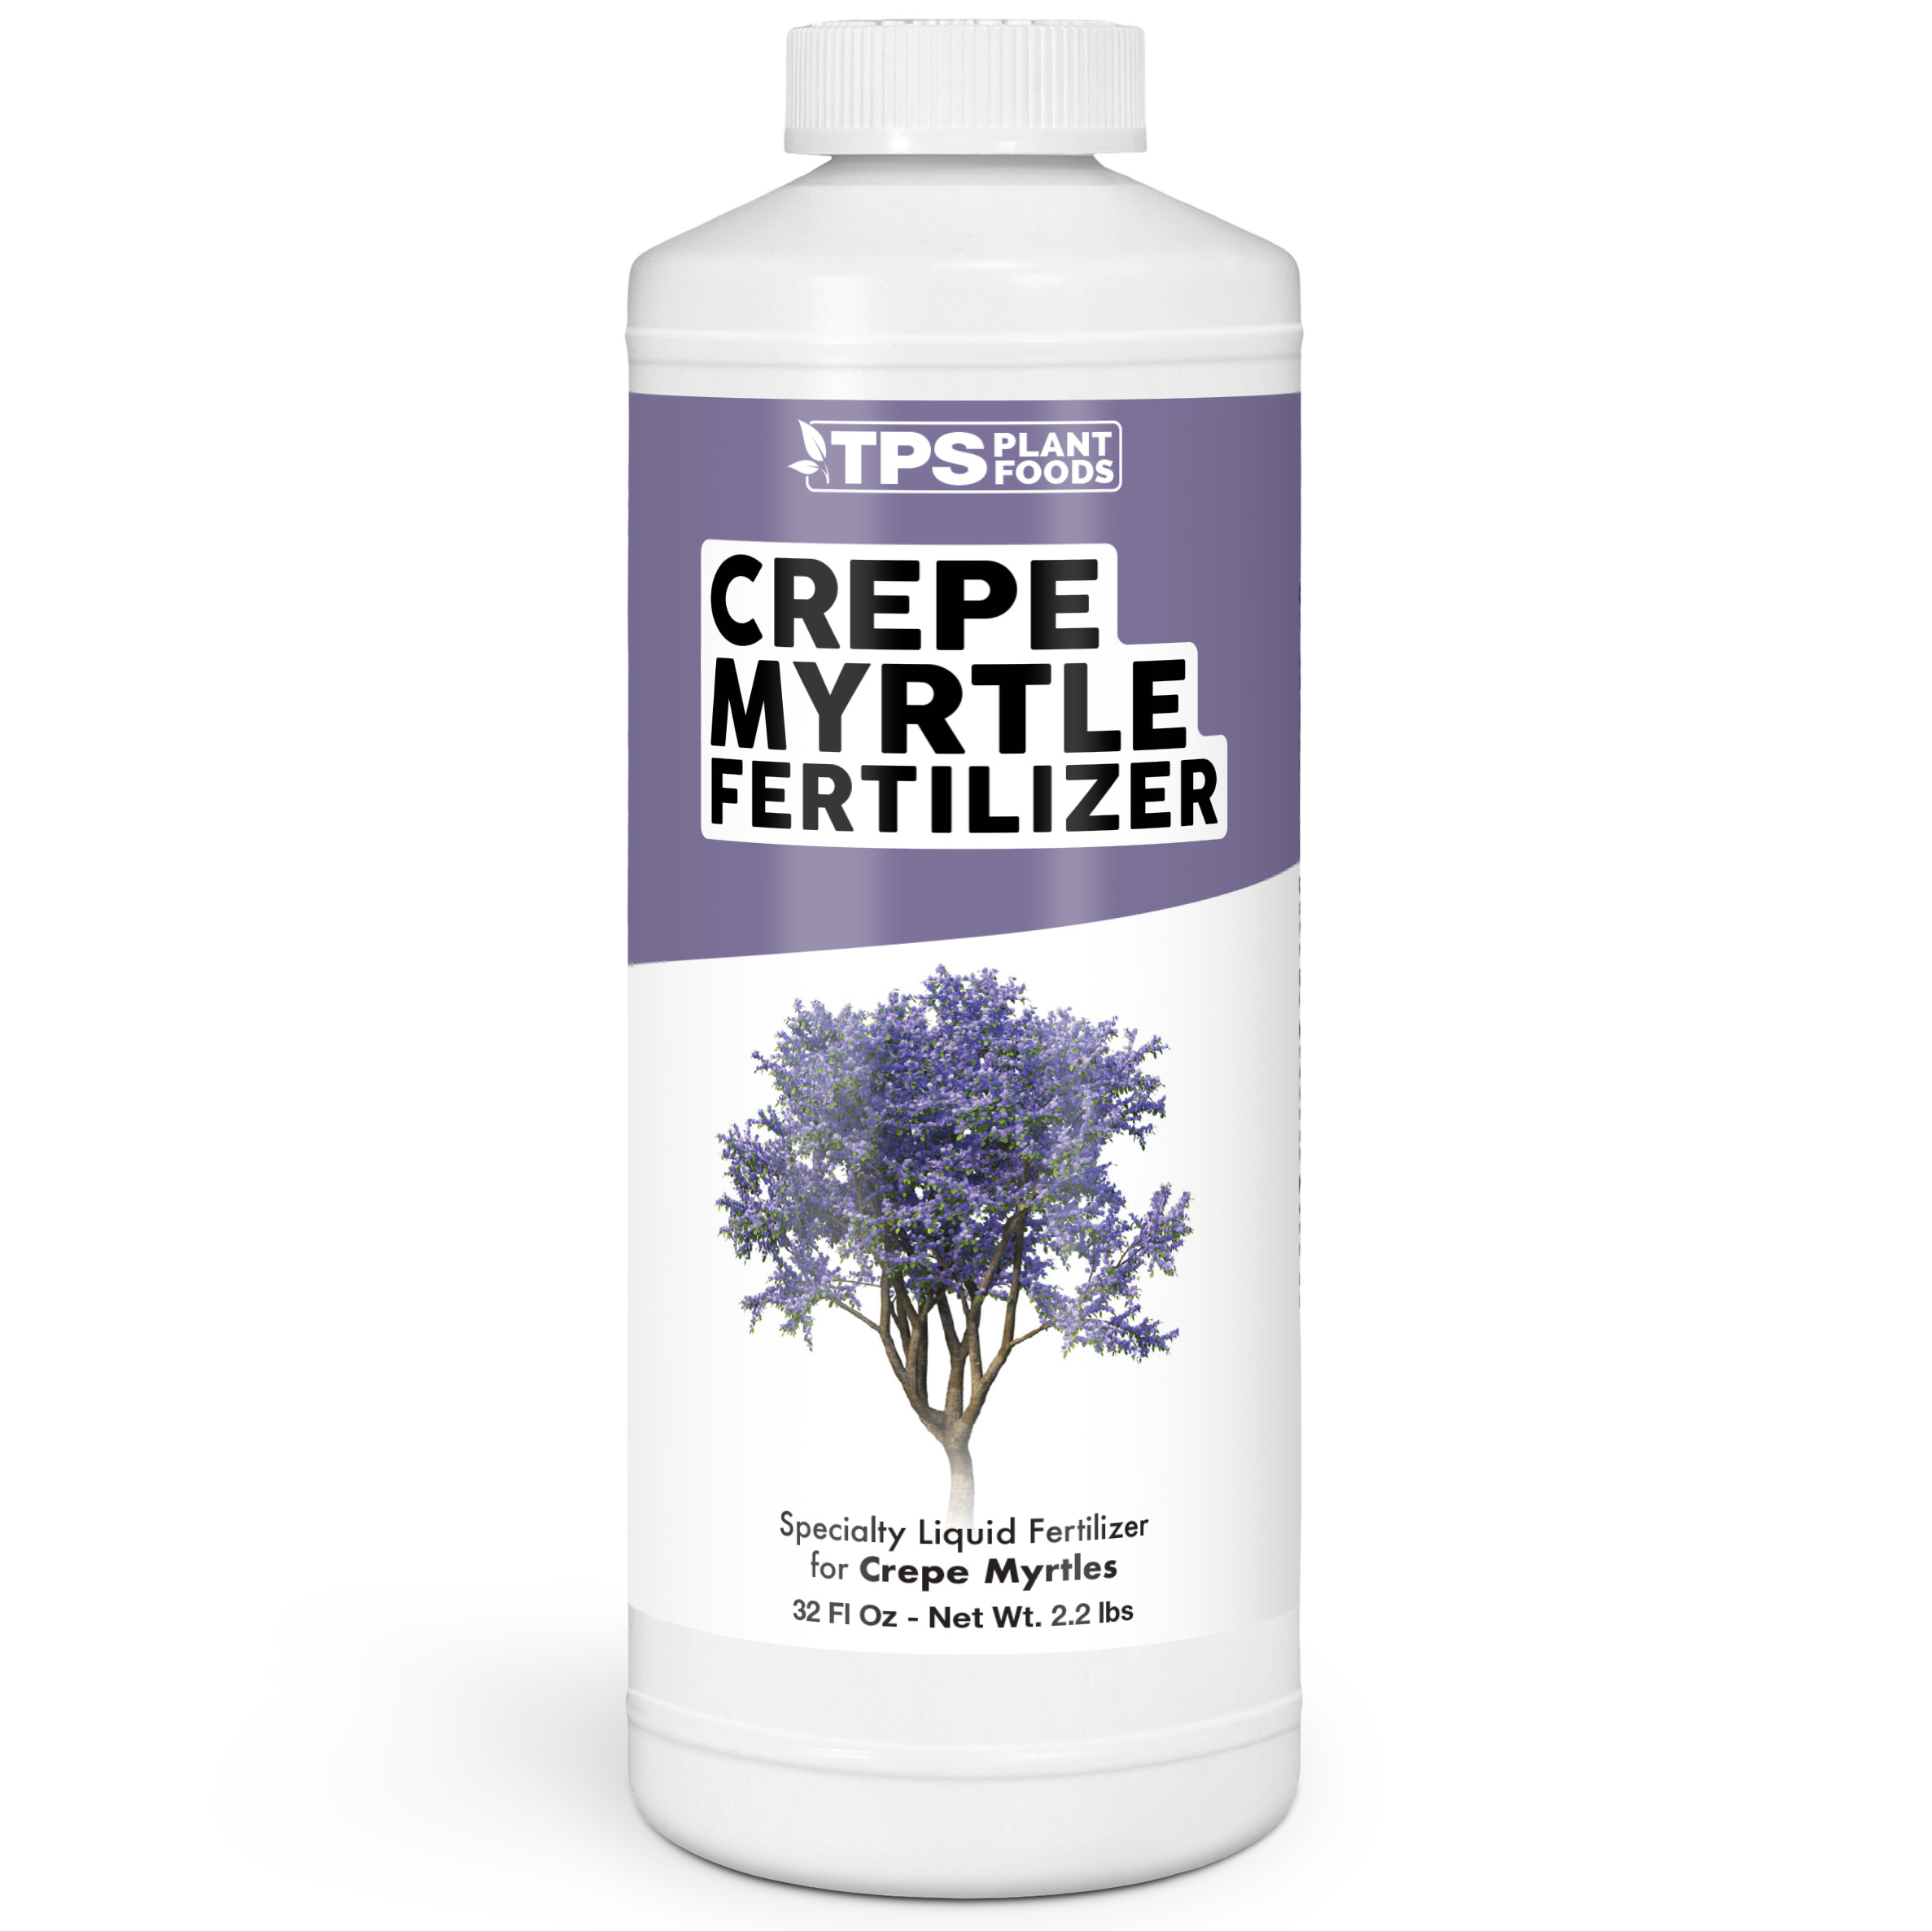 TPS PLANT FOODS
CREPE
MYRTLE
FERTILIZER
Specialty Liquid Fertilizer
for Crepe Myrtles
32 Fl Oz - Net Wt. 2.2 lbs